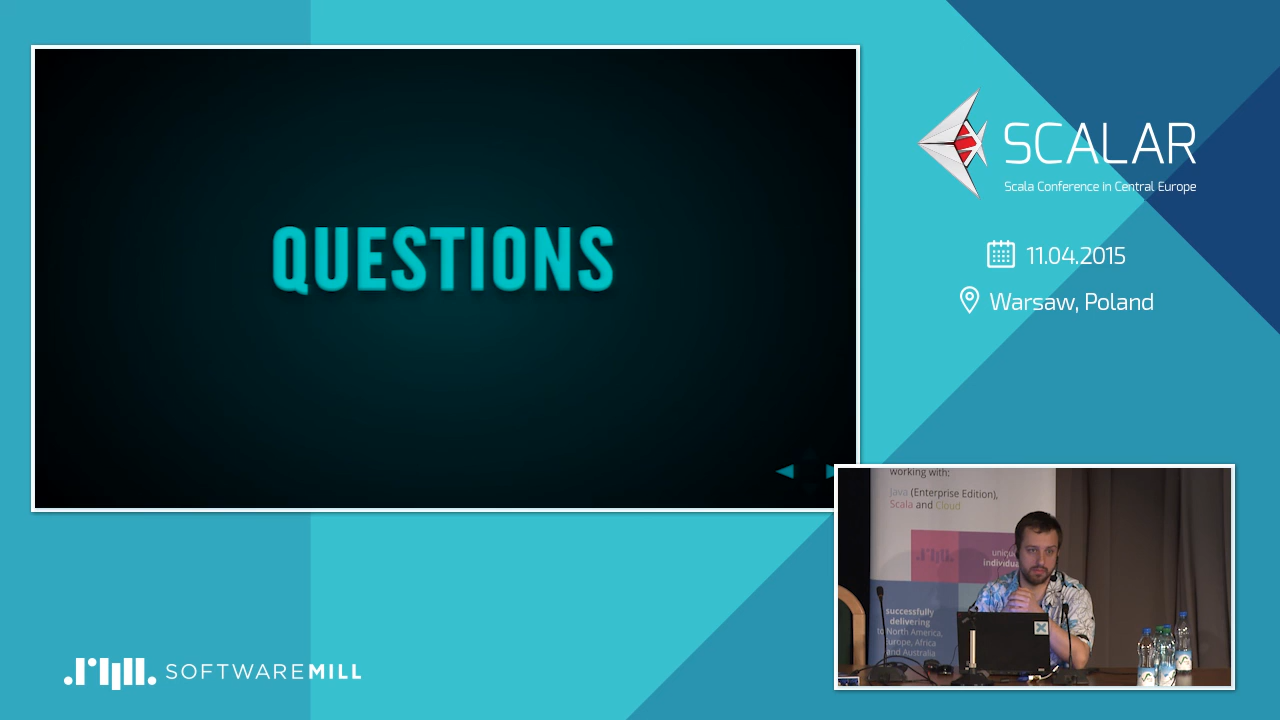 QUESTIONS
SCALAR
Scala Conference in Central Europe
11.04.2015
Warsaw, Poland
working with:
Java (Enterprise Edition),
Scala and Cloud
individua
successfully
delivering
to North America,
Europe, Africa
and Australia
SOFTWAREMILL